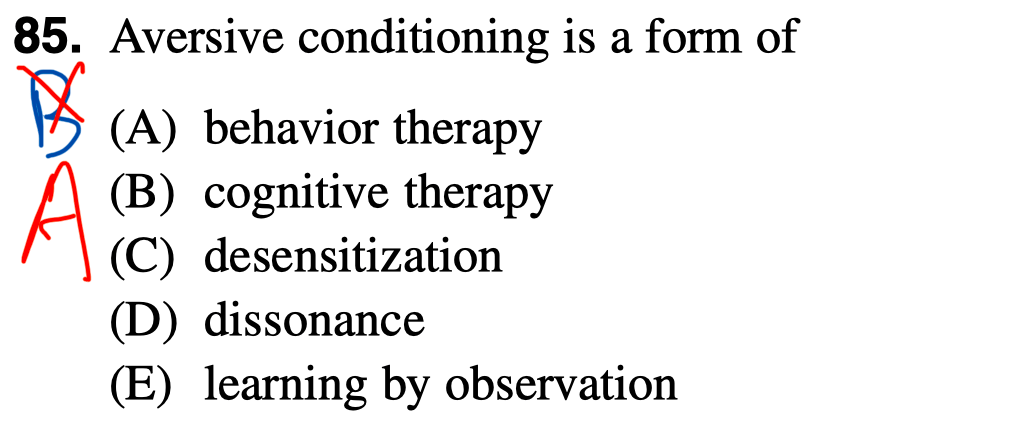 85. Aversive conditioning is a form of
B
(A) behavior therapy
A
(B) cognitive therapy
(C) desensitization
(D) dissonance
(E) learning by observation